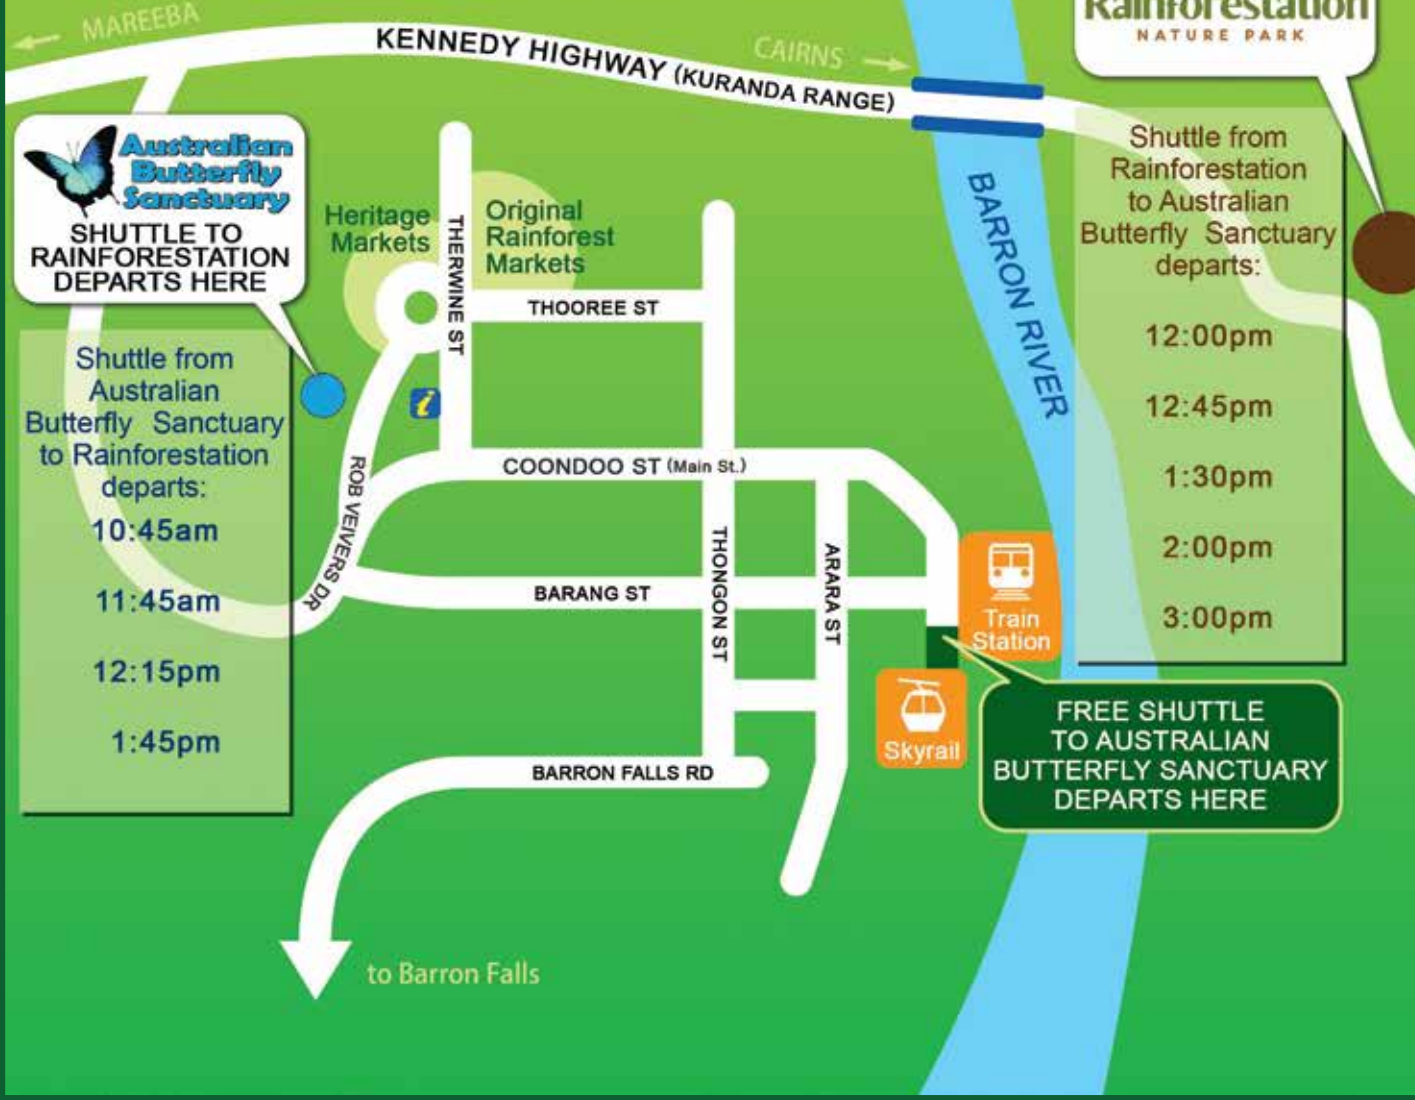 MAREEBA
KENNEDY HIGHWAY (KURANDA RANGE)
CAIRNS
Rainforestation
NATURE PARK
Australian
Butterfly
Sanctuary
SHUTTLE TO
RAINFORESTATION
DEPARTS HERE
Heritage
Markets
THERWINE ST
Original
Rainforest
Markets
THOOREE ST
BARRON RIVER
Shuttle from
Rainforestation
to Australian
Butterfly Sanctuary
departs:
12:00pm
12:45pm
1:30pm
2:00pm
3:00pm
Shuttle from
Australian
Butterfly Sanctuary
to Rainforestation
departs:
10:45am
11:45am
12:15pm
1:45pm
i
COONDOO ST (Main St.)
ROB VEIVERS DR
BARANG ST
THONGON ST
ARARA ST
Train
Station
Skyrail
FREE SHUTTLE
TO AUSTRALIAN
BUTTERFLY SANCTUARY
DEPARTS HERE
BARRON FALLS RD
to Barron Falls